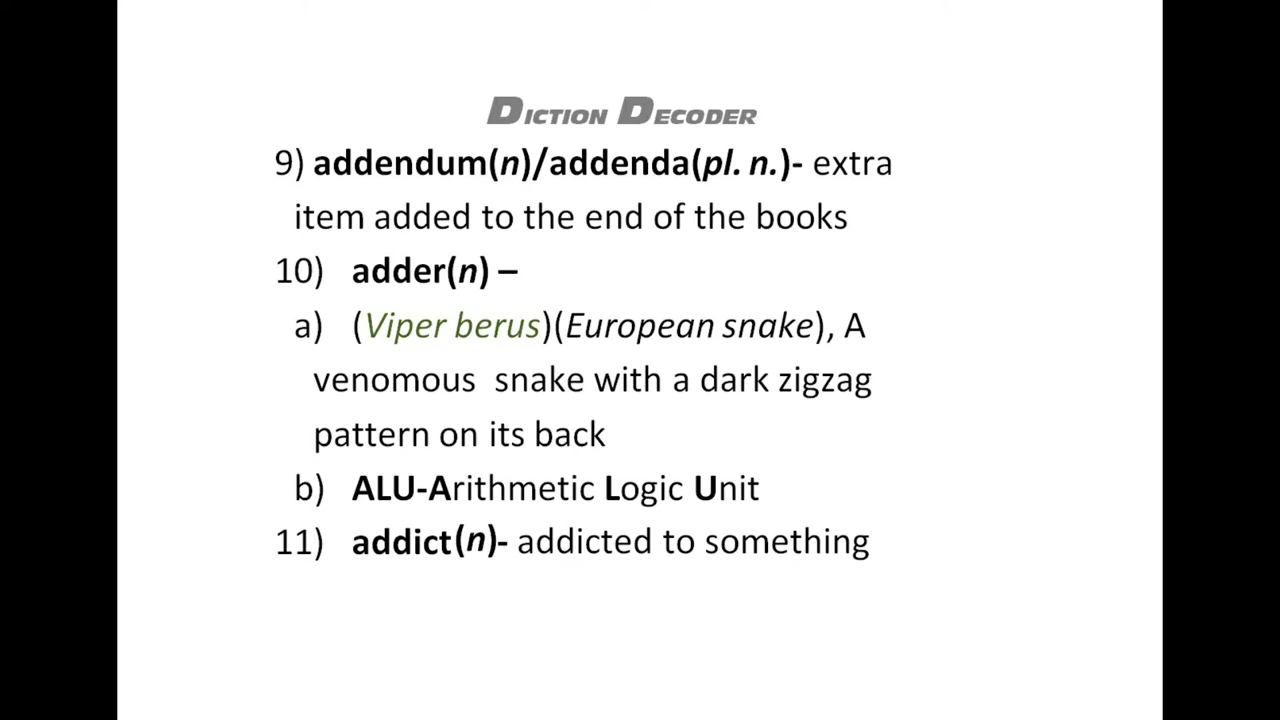 DICTION DECODER
9) addendum(n)/addenda(pl. n.)- extra
item added to the end of the books
10) adder(n) –
a) (Viper berus)(European snake), A
venomous snake with a dark zigzag
pattern on its back
b) ALU-Arithmetic Logic Unit
11) addict(n)- addicted to something